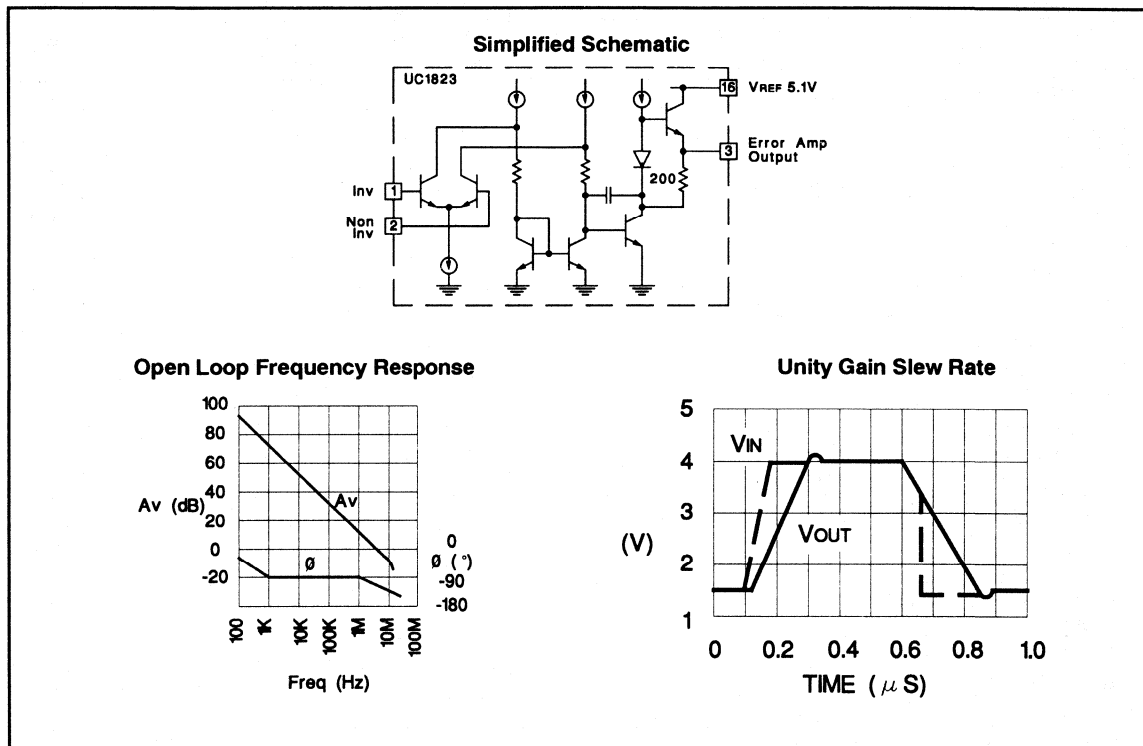 Simplified Schematic
UC1823
16 VREF 5.1V
3 Error Amp
Output
200
Inv 1
Non
Inv 2
Open Loop Frequency Response
100
80
60
40
20
0
-20
Av (dB)
Av
Ø
0
Ø (°)
-90
-180
100
1K
10K
100K
1M
10M
100M
Freq (Hz)
Unity Gain Slew Rate
5
4
3
2
1
(V)
VIN
VOUT
0 0.2 0.4 0.6 0.8 1.0
TIME (μS)